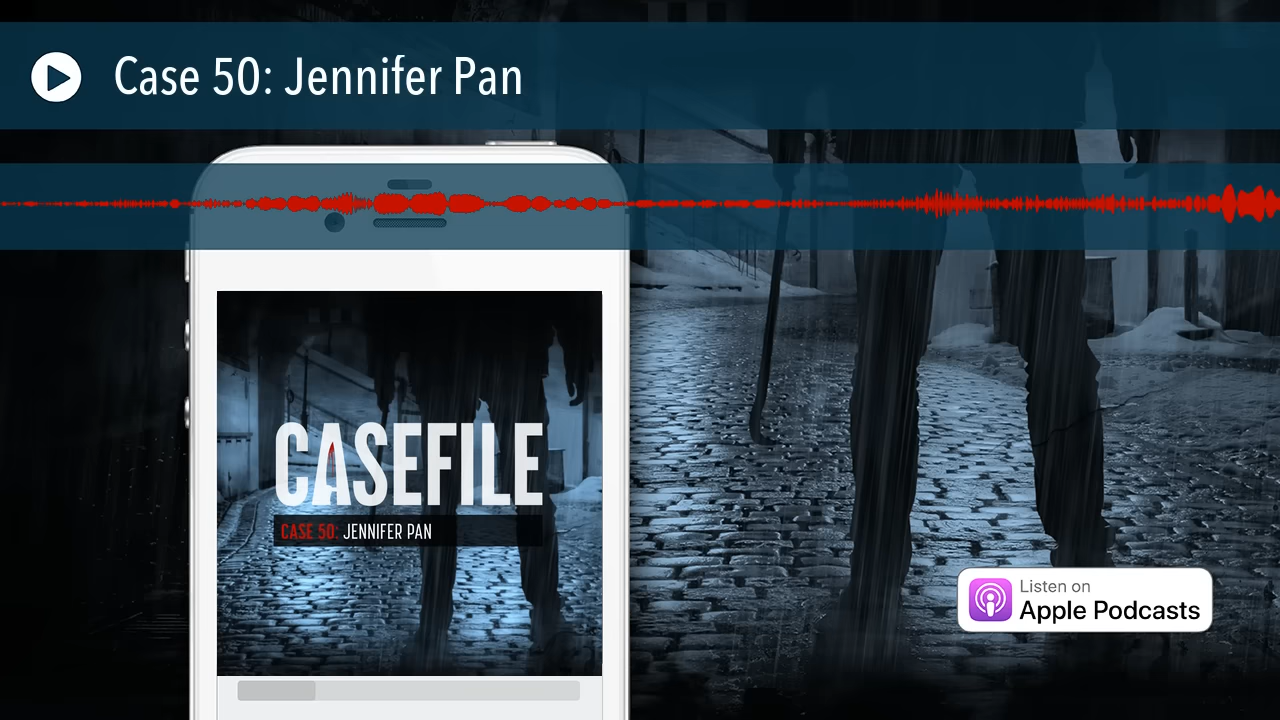 Case 50: Jennifer Pan
CASEFILE
CASE 50: JENNIFER PAN
Listen on
Apple Podcasts